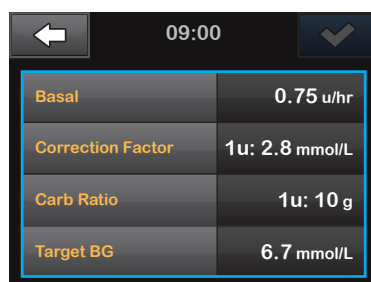 09:00
Basal 0.75 u/hr
Correction Factor 1u: 2.8 mmol/L
Carb Ratio 1u: 10 g
Target BG 6.7 mmol/L